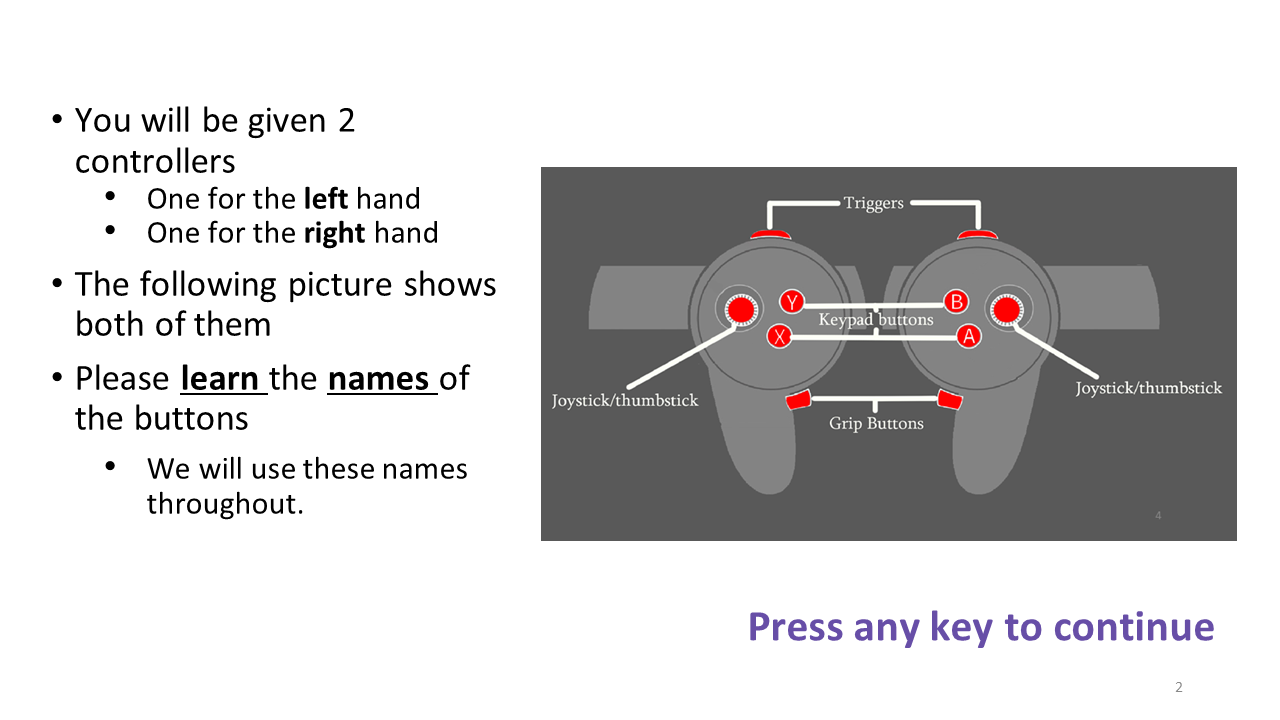 • You will be given 2
controllers
• One for the left hand
• One for the right hand
• The following picture shows
both of them
• Please learn the names of
the buttons
• We will use these names
throughout.
Triggers
Y
B
Keypad buttons
X
A
Joystick/thumbstick
Joystick/thumbstick
Grip Buttons
4
Press any key to continue
2